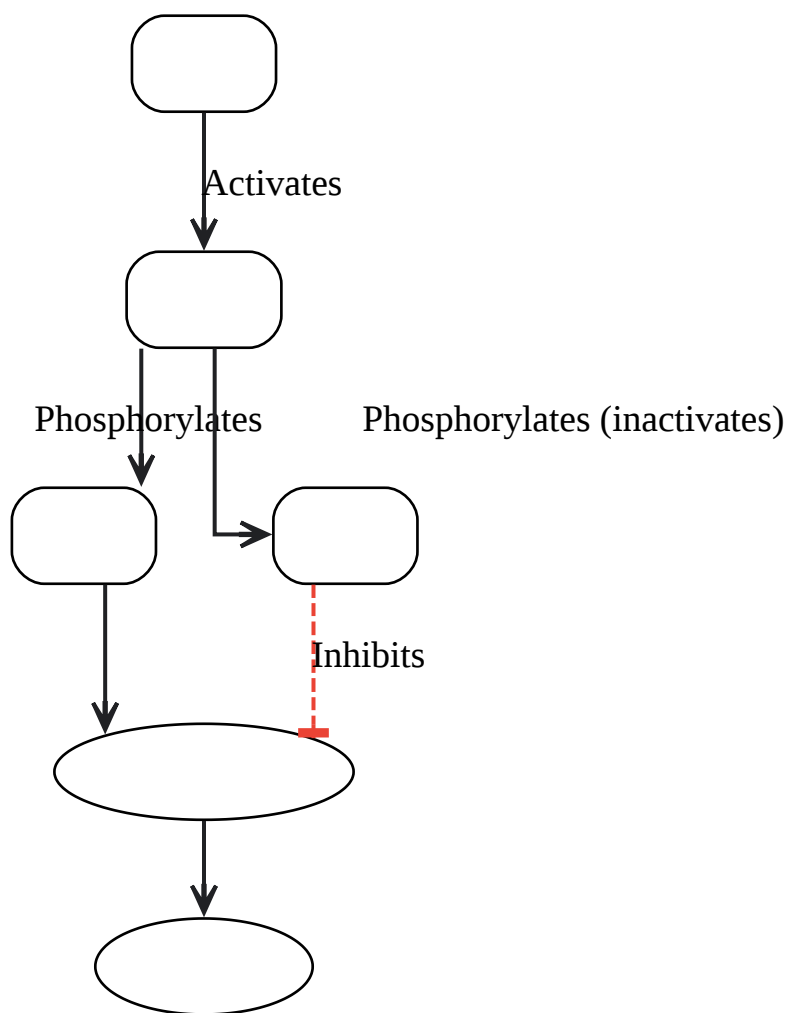 Activates
Phosphorylates
Phosphorylates (inactivates)
Inhibits